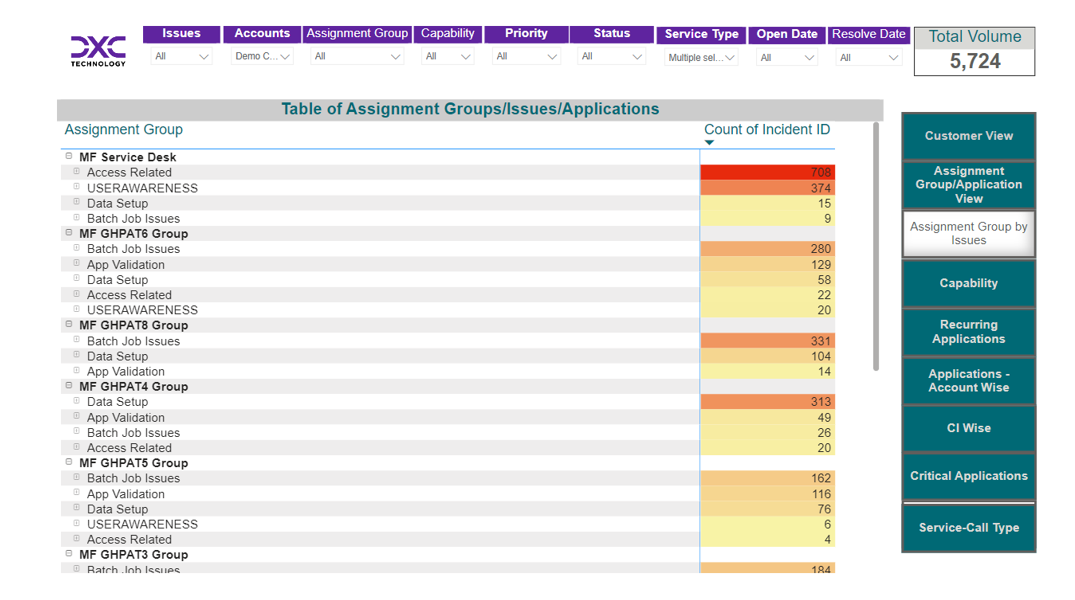 DXC
TECHNOLOGY
Issues
All
Accounts
Demo C...
Assignment Group
All
Capability
All
Priority
All
Status
All
Service Type
Multiple sel...
Open Date
All
Resolve Date
All
Total Volume
5,724
Table of Assignment Groups/Issues/Applications
Assignment Group Count of Incident ID
MF Service Desk
Access Related 708
USERAWARENESS 374
Data Setup 15
Batch Job Issues 9
MF GHPAT6 Group
Batch Job Issues 280
App Validation 129
Data Setup 58
Access Related 22
USERAWARENESS 20
MF GHPAT8 Group
Batch Job Issues 331
Data Setup 104
App Validation 14
MF GHPAT4 Group
Data Setup 313
App Validation 49
Batch Job Issues 26
Access Related 20
MF GHPAT5 Group
Batch Job Issues 162
App Validation 116
Data Setup 76
USERAWARENESS 6
Access Related 4
MF GHPAT3 Group
Batch Job Issues 184
Customer View
Assignment
Group/Application
View
Assignment Group by
Issues
Capability
Recurring
Applications
Applications -
Account Wise
CI Wise
Critical Applications
Service-Call Type